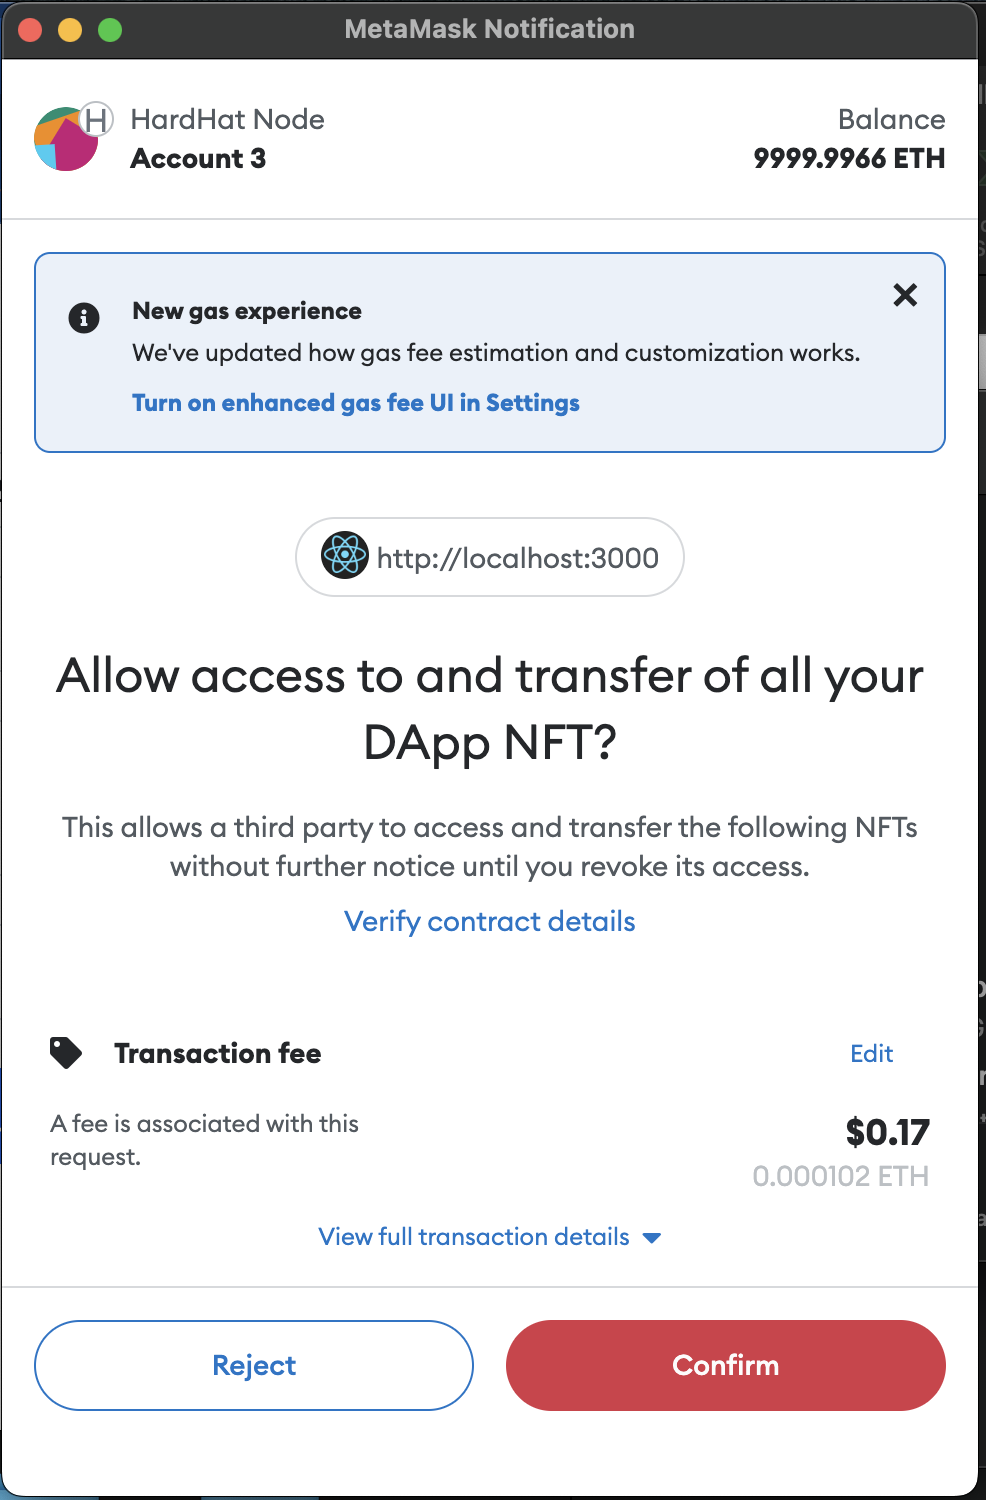 MetaMask Notification
H
HardHat Node
Account 3
Balance
9999.9966 ETH
New gas experience
We've updated how gas fee estimation and customization works.
Turn on enhanced gas fee UI in Settings
http://localhost:3000
Allow access to and transfer of all your
DApp NFT?
This allows a third party to access and transfer the following NFTs
without further notice until you revoke its access.
Verify contract details
Transaction fee
Edit
A fee is associated with this
request.
$0.17
0.000102 ETH
View full transaction details
Reject
Confirm